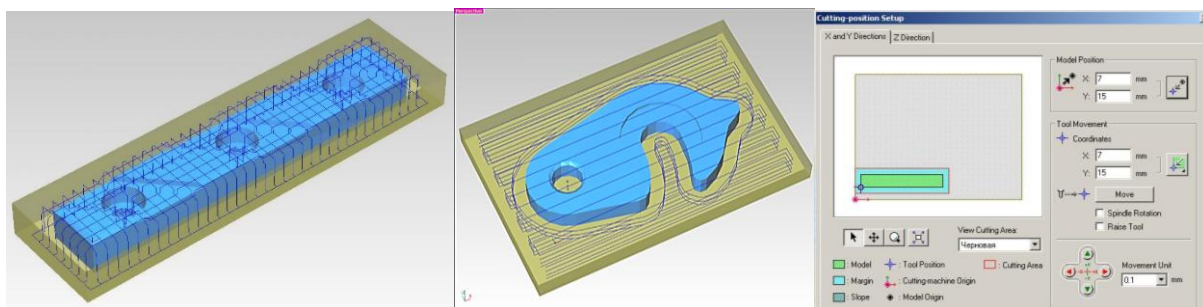 Perspective
Cutting-position Setup
X and Y Directions
Z Direction
Model Position
X: 7 mm
Y: 15 mm
Tool Movement
Coordinates
X: 7 mm
Y: 15 mm
Move
Spindle Rotation
Raise Tool
View Cutting Area:
Черновая
Model
: Tool Position
: Cutting Area
Margin
: Cutting-machine Origin
Slope
: Model Origin
Movement Unit
0.1 mm